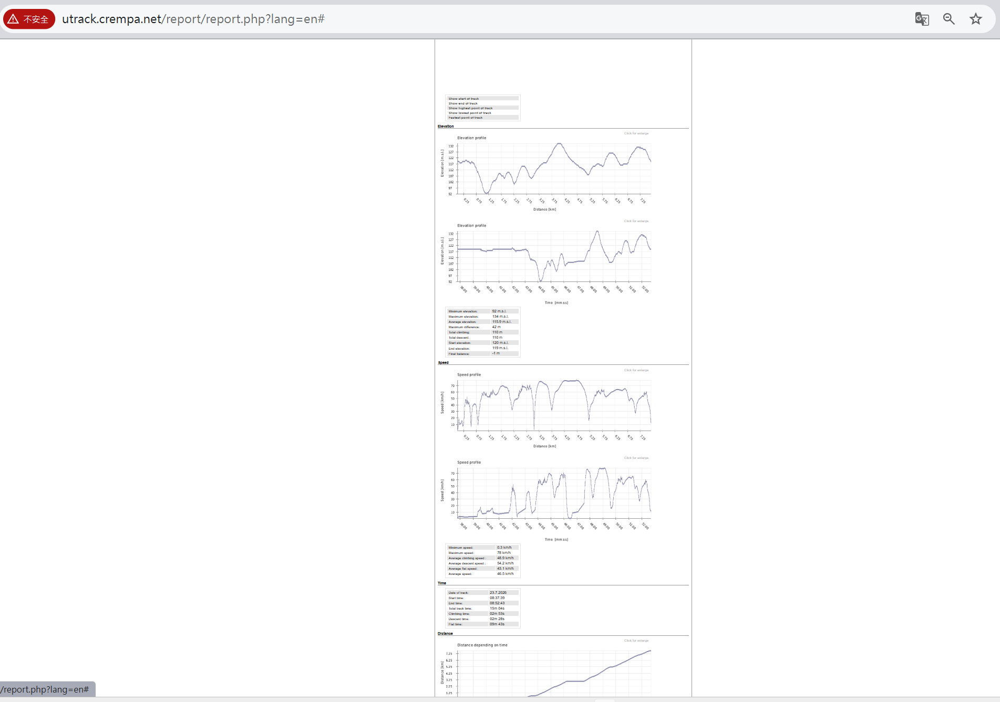 不安全 utrack.crempa.net/report/report.php?lang=en#
Show start of track
Show end of track
Show highest point of track
Show lowest point of track
Fastest point of track
Elevation
Click for enlarge
Elevation profile
Elevation [m.s.l.]
132
127
122
117
112
107
102
97
92
0.25 0.75 1.25 1.75 2.25 2.75 3.25 3.75 4.25 4.75 5.25 5.75 6.25 6.75 7.25
Distance [km]
Click for enlarge
Elevation profile
Elevation [m.s.l.]
132
127
122
117
112
107
102
97
92
38:00 39:00 40:00 41:00 42:00 43:00 44:00 45:00 46:00 47:00 48:00 49:00 50:00 51:00 52:00
Time [mm:ss]
Minimum elevation: 92 m.s.l.
Maximum elevation: 134 m.s.l.
Average elevation: 115.9 m.s.l.
Maximum difference: 42 m
Total climbing: 110 m
Total descent: 110 m
Start elevation: 120 m.s.l.
End elevation: 119 m.s.l.
Final balance: -1 m
Speed
Click for enlarge
Speed profile
Speed [km/h]
70
60
50
40
30
20
10
0.25 0.75 1.25 1.75 2.25 2.75 3.25 3.75 4.25 4.75 5.25 5.75 6.25 6.75 7.25
Distance [km]
Click for enlarge
Speed profile
Speed [km/h]
70
60
50
40
30
20
10
38:00 39:00 40:00 41:00 42:00 43:00 44:00 45:00 46:00 47:00 48:00 49:00 50:00 51:00 52:00
Time [mm:ss]
Minimum speed: 0.3 km/h
Maximum speed: 78 km/h
Average climbing speed : 48.9 km/h
Average descent speed : 54.2 km/h
Average flat speed: 43.1 km/h
Average speed: 46.5 km/h
Time
Date of track: 23.7.2026
Start time: 08:37:39
End time: 08:52:43
Total track time: 15m 04s
Climbing time: 02m 53s
Descent time: 02m 28s
Flat time: 09m 43s
Distance
Click for enlarge
Distance depending on time
Distance [km]
7.25
6.25
5.25
4.25
3.25
2.25
1.25
/report.php?lang=en#